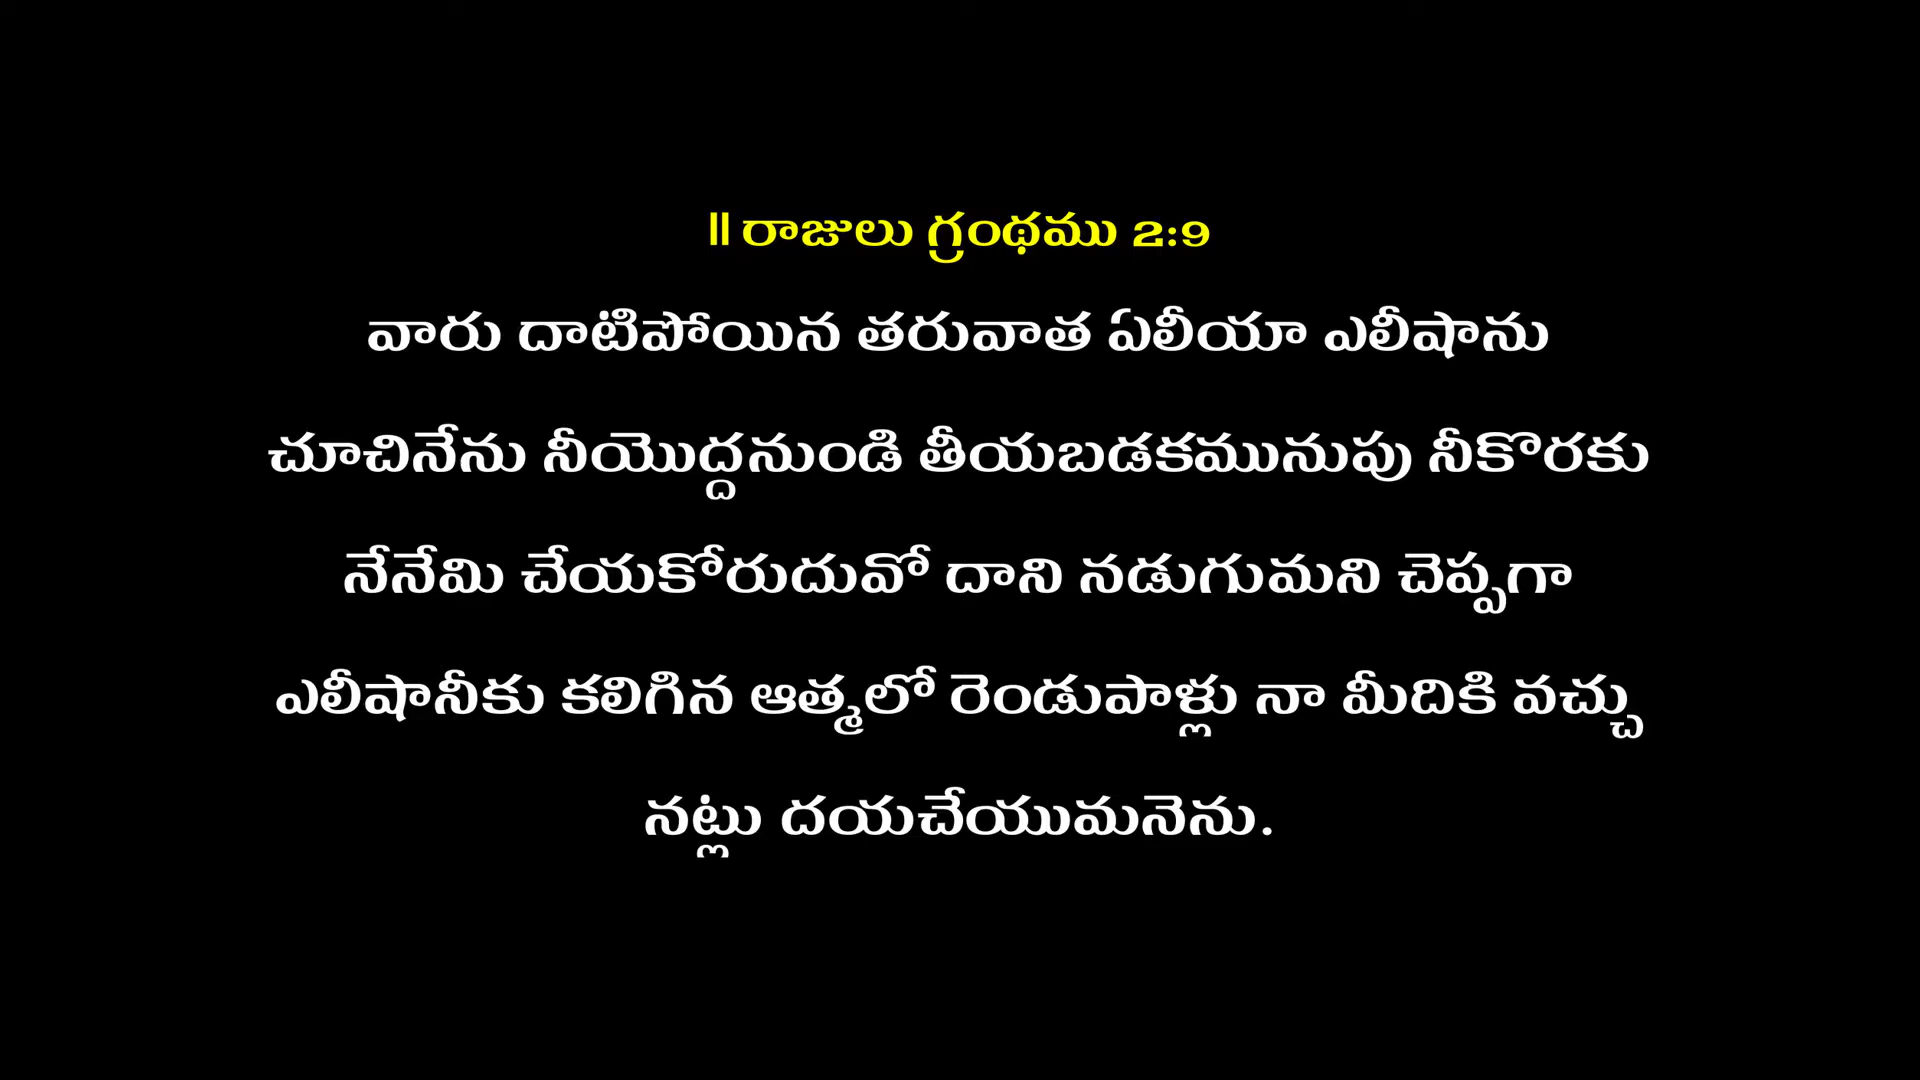 II రాజులు గ్రంథము 2:9
వారు దాటిపోయిన తరువాత ఏలీయా ఎలీషాను
చూచినేను నీయొద్దనుండి తీయబడకమునుపు నీకొరకు
నేనేమి చేయకోరుదువో దాని నడుగుమని చెప్పగా
ఎలీషానీకు కలిగిన ఆత్మలో రెండుపాళ్లు నా మీదికి వచ్చు
నట్లు దయచేయుమనెను.